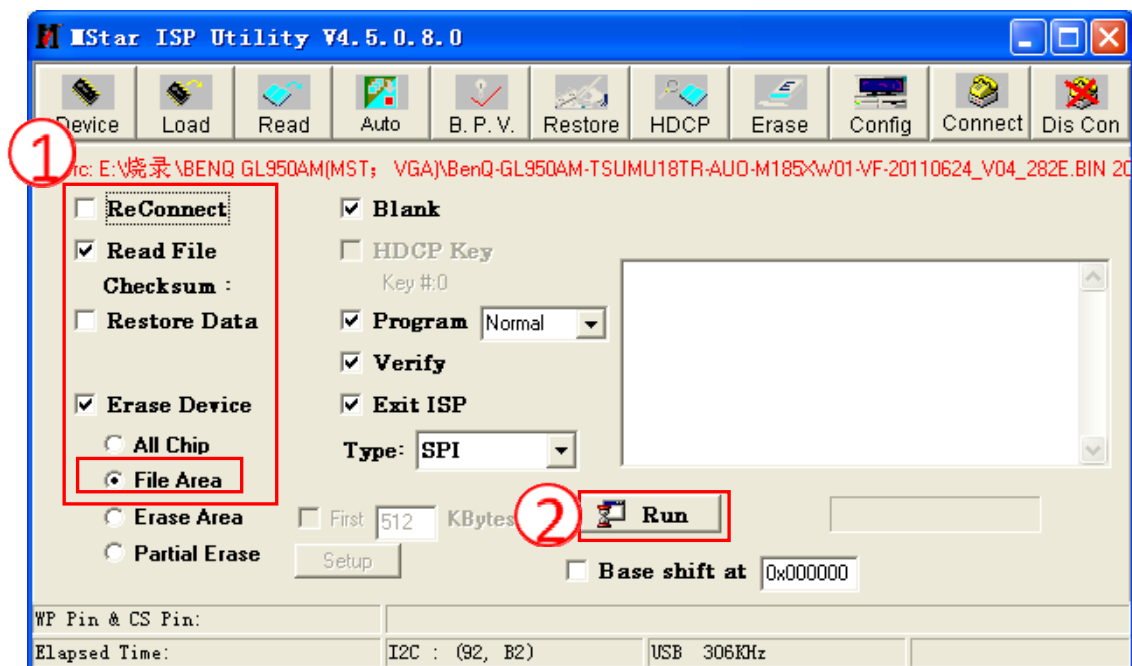 MStar ISP Utility V4.5.0.8.0
Device Load Read Auto B.P.V. Restore HDCP Erase Config Connect Dis Con
1
rc: E:\烧录\BENQ GL950AM(MST; VGA)\BenQ-GL950AM-TSUMU18TR-AUO-M185XW01-VF-20110624_V04_282E.BIN 20
ReConnect Blank
Read File HDCP Key
Checksum : Key #:0
Restore Data Program Normal
Verify
Erase Device Exit ISP
All Chip Type: SPI
File Area
Erase Area First 512 KBytes 2 Run
Partial Erase Setup
Base shift at 0x000000
WP Pin & CS Pin:
Elapsed Time: I2C : (92, B2) USB 306KHz